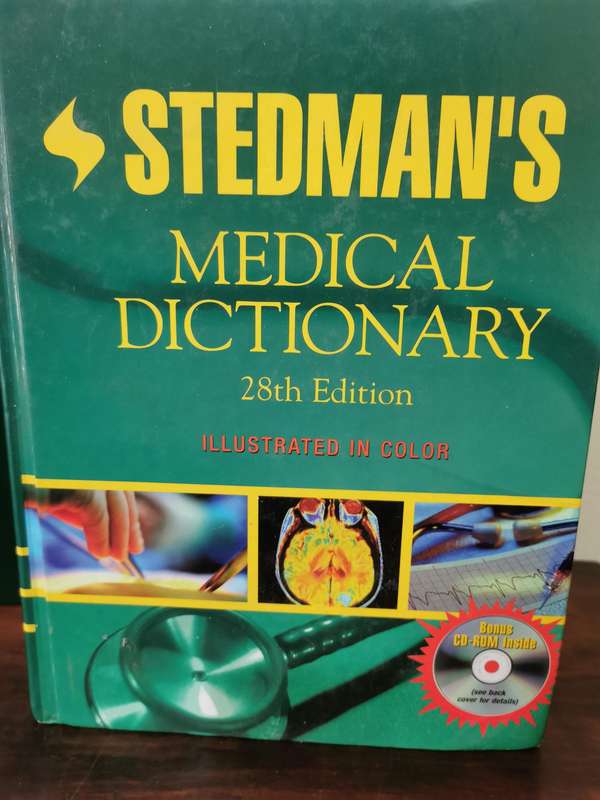 STEDMAN'S
MEDICAL
DICTIONARY
28th Edition
ILLUSTRATED IN COLOR
Bonus
CD-ROM Inside
(see back
cover for details)